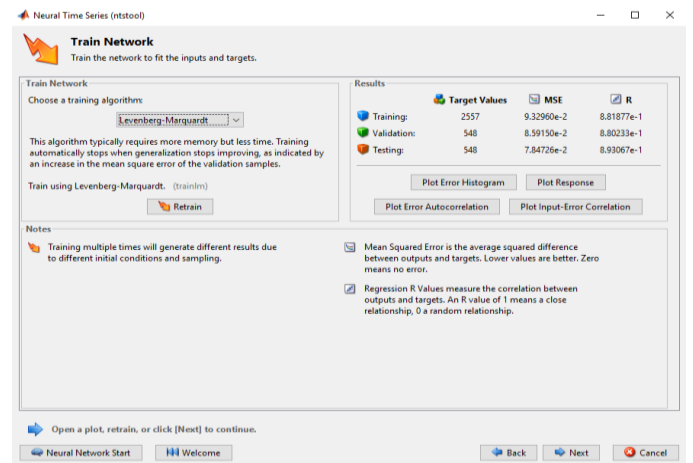 Neural Time Series (ntstool)
Train Network
Train the network to fit the inputs and targets.
Train Network
Choose a training algorithm:
Levenberg-Marquardt
This algorithm typically requires more memory but less time. Training
automatically stops when generalization stops improving, as indicated by
an increase in the mean square error of the validation samples.
Train using Levenberg-Marquardt. (trainlm)
Retrain
Results
Target Values MSE R
Training: 2557 9.32960e-2 8.81877e-1
Validation: 548 8.59150e-2 8.80233e-1
Testing: 548 7.84726e-2 8.93067e-1
Plot Error Histogram Plot Response
Plot Error Autocorrelation Plot Input-Error Correlation
Notes
Training multiple times will generate different results due
to different initial conditions and sampling.
Mean Squared Error is the average squared difference
between outputs and targets. Lower values are better. Zero
means no error.
Regression R Values measure the correlation between
outputs and targets. An R value of 1 means a close
relationship, 0 a random relationship.
Open a plot, retrain, or click [Next] to continue.
Neural Network Start Welcome Back Next Cancel